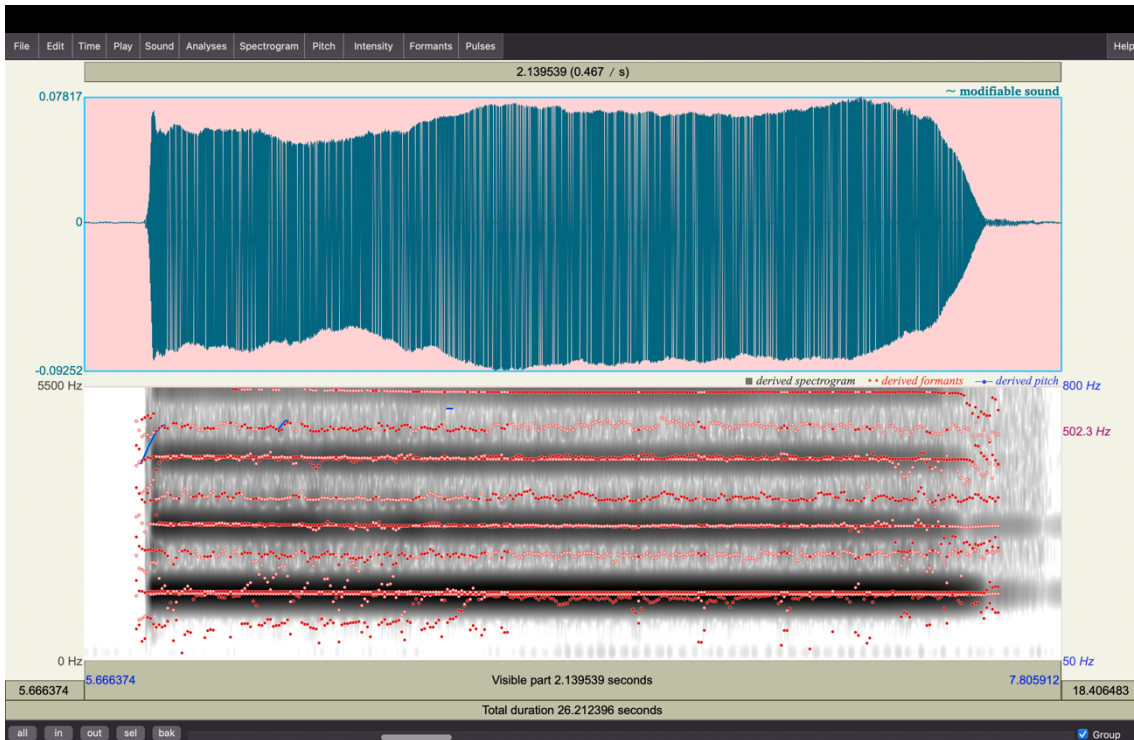 File Edit Time Play Sound Analyses Spectrogram Pitch Intensity Formants Pulses Help
2.139539 (0.467 / s)
0.07817
~ modifiable sound
0
-0.09252
5500 Hz
derived spectrogram derived formants derived pitch 800 Hz
502.3 Hz
0 Hz
50 Hz
5.666374 Visible part 2.139539 seconds 7.805912
5.666374 18.406483
Total duration 26.212396 seconds
all in out sel bak Group